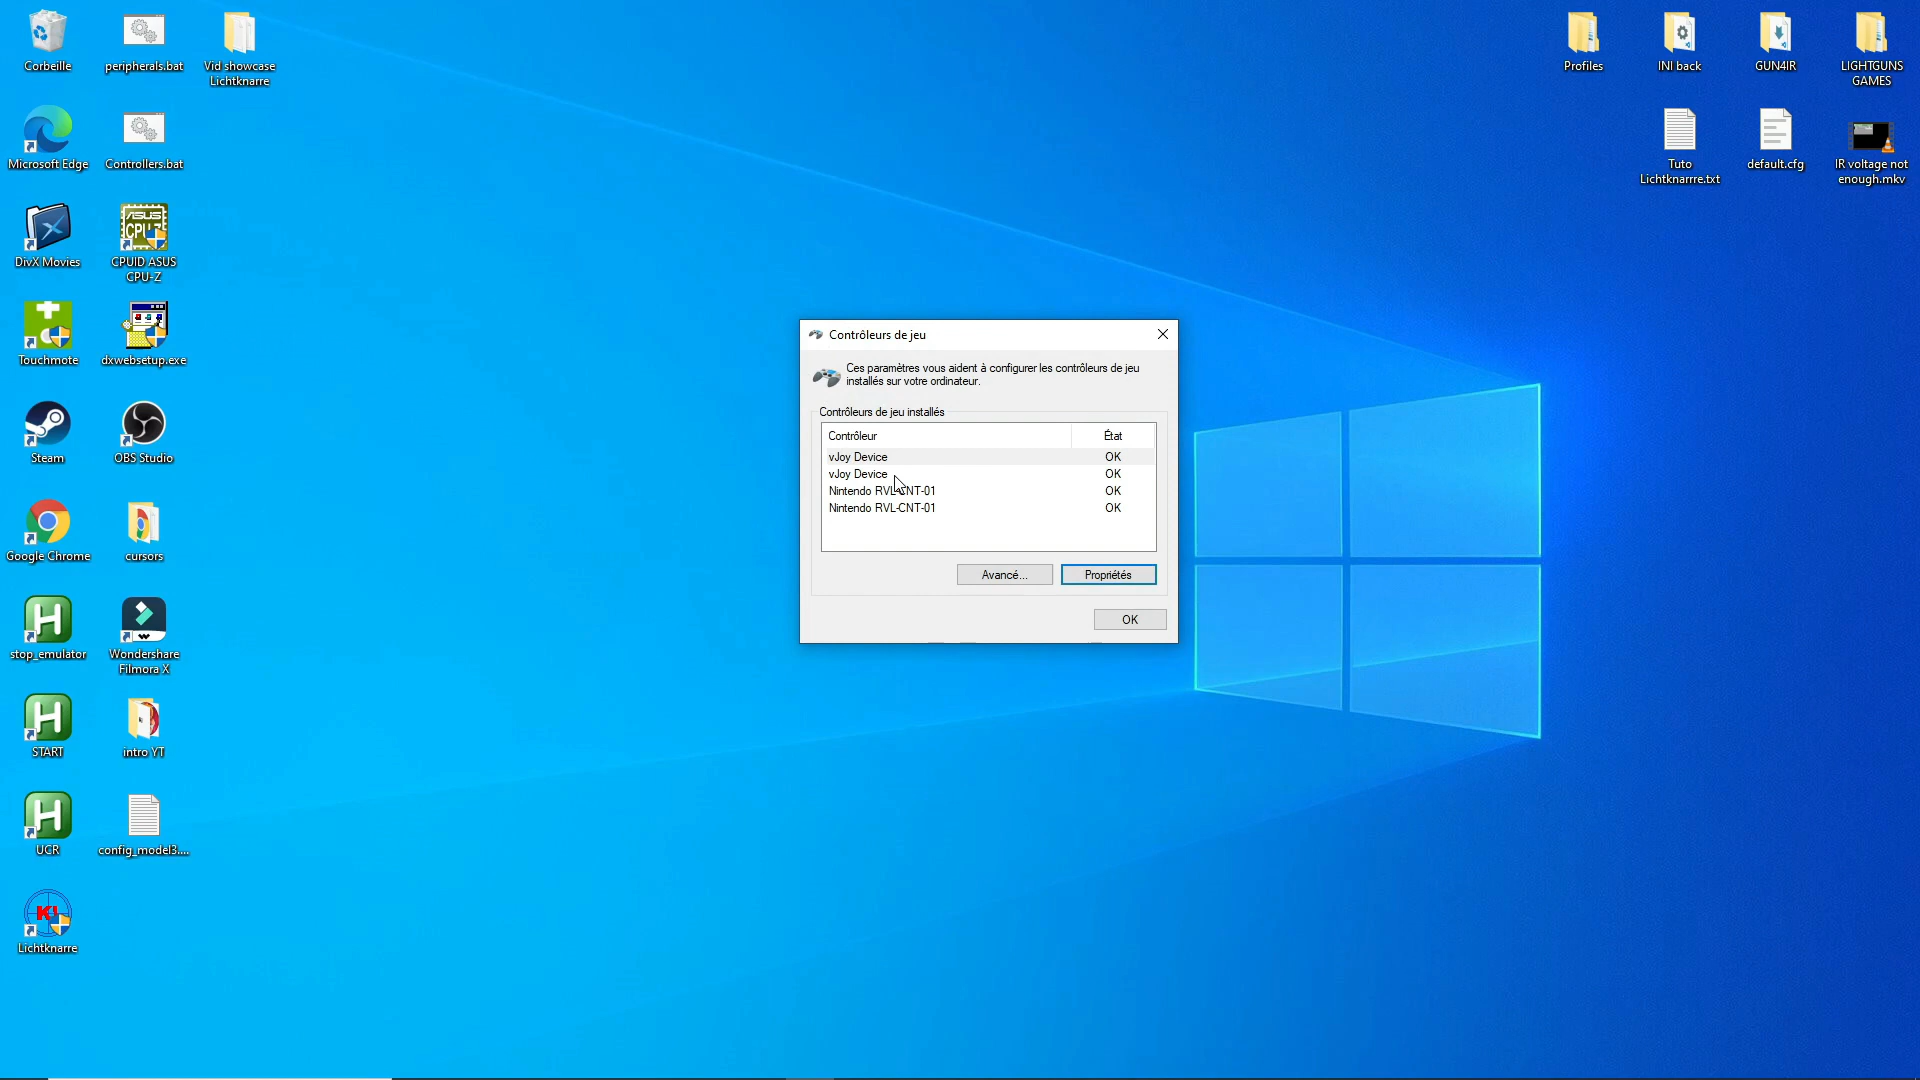 Corbeille
peripherals.bat
Vid showcase
Lichtknarre
Profiles
INI back
GUN4IR
LIGHTGUNS
GAMES
Microsoft Edge
Controllers.bat
Tuto
Lichtknarrre.txt
default.cfg
IR voltage not
enough.mkv
DivX Movies
ASUS
CPU-Z
CPUID ASUS
CPU-Z
Touchmote
dxwebsetup.exe
Contrôleurs de jeu
Ces paramètres vous aident à configurer les contrôleurs de jeu
installés sur votre ordinateur.
Contrôleurs de jeu installés
Contrôleur État
vJoy Device OK
vJoy Device OK
Nintendo RVL-CNT-01 OK
Nintendo RVL-CNT-01 OK
Avancé... Propriétés
OK
Steam
OBS Studio
Google Chrome
cursors
H
stop_emulator
Wondershare
Filmora X
H
START
intro YT
H
UCR
config_model3....
Lichtknarre